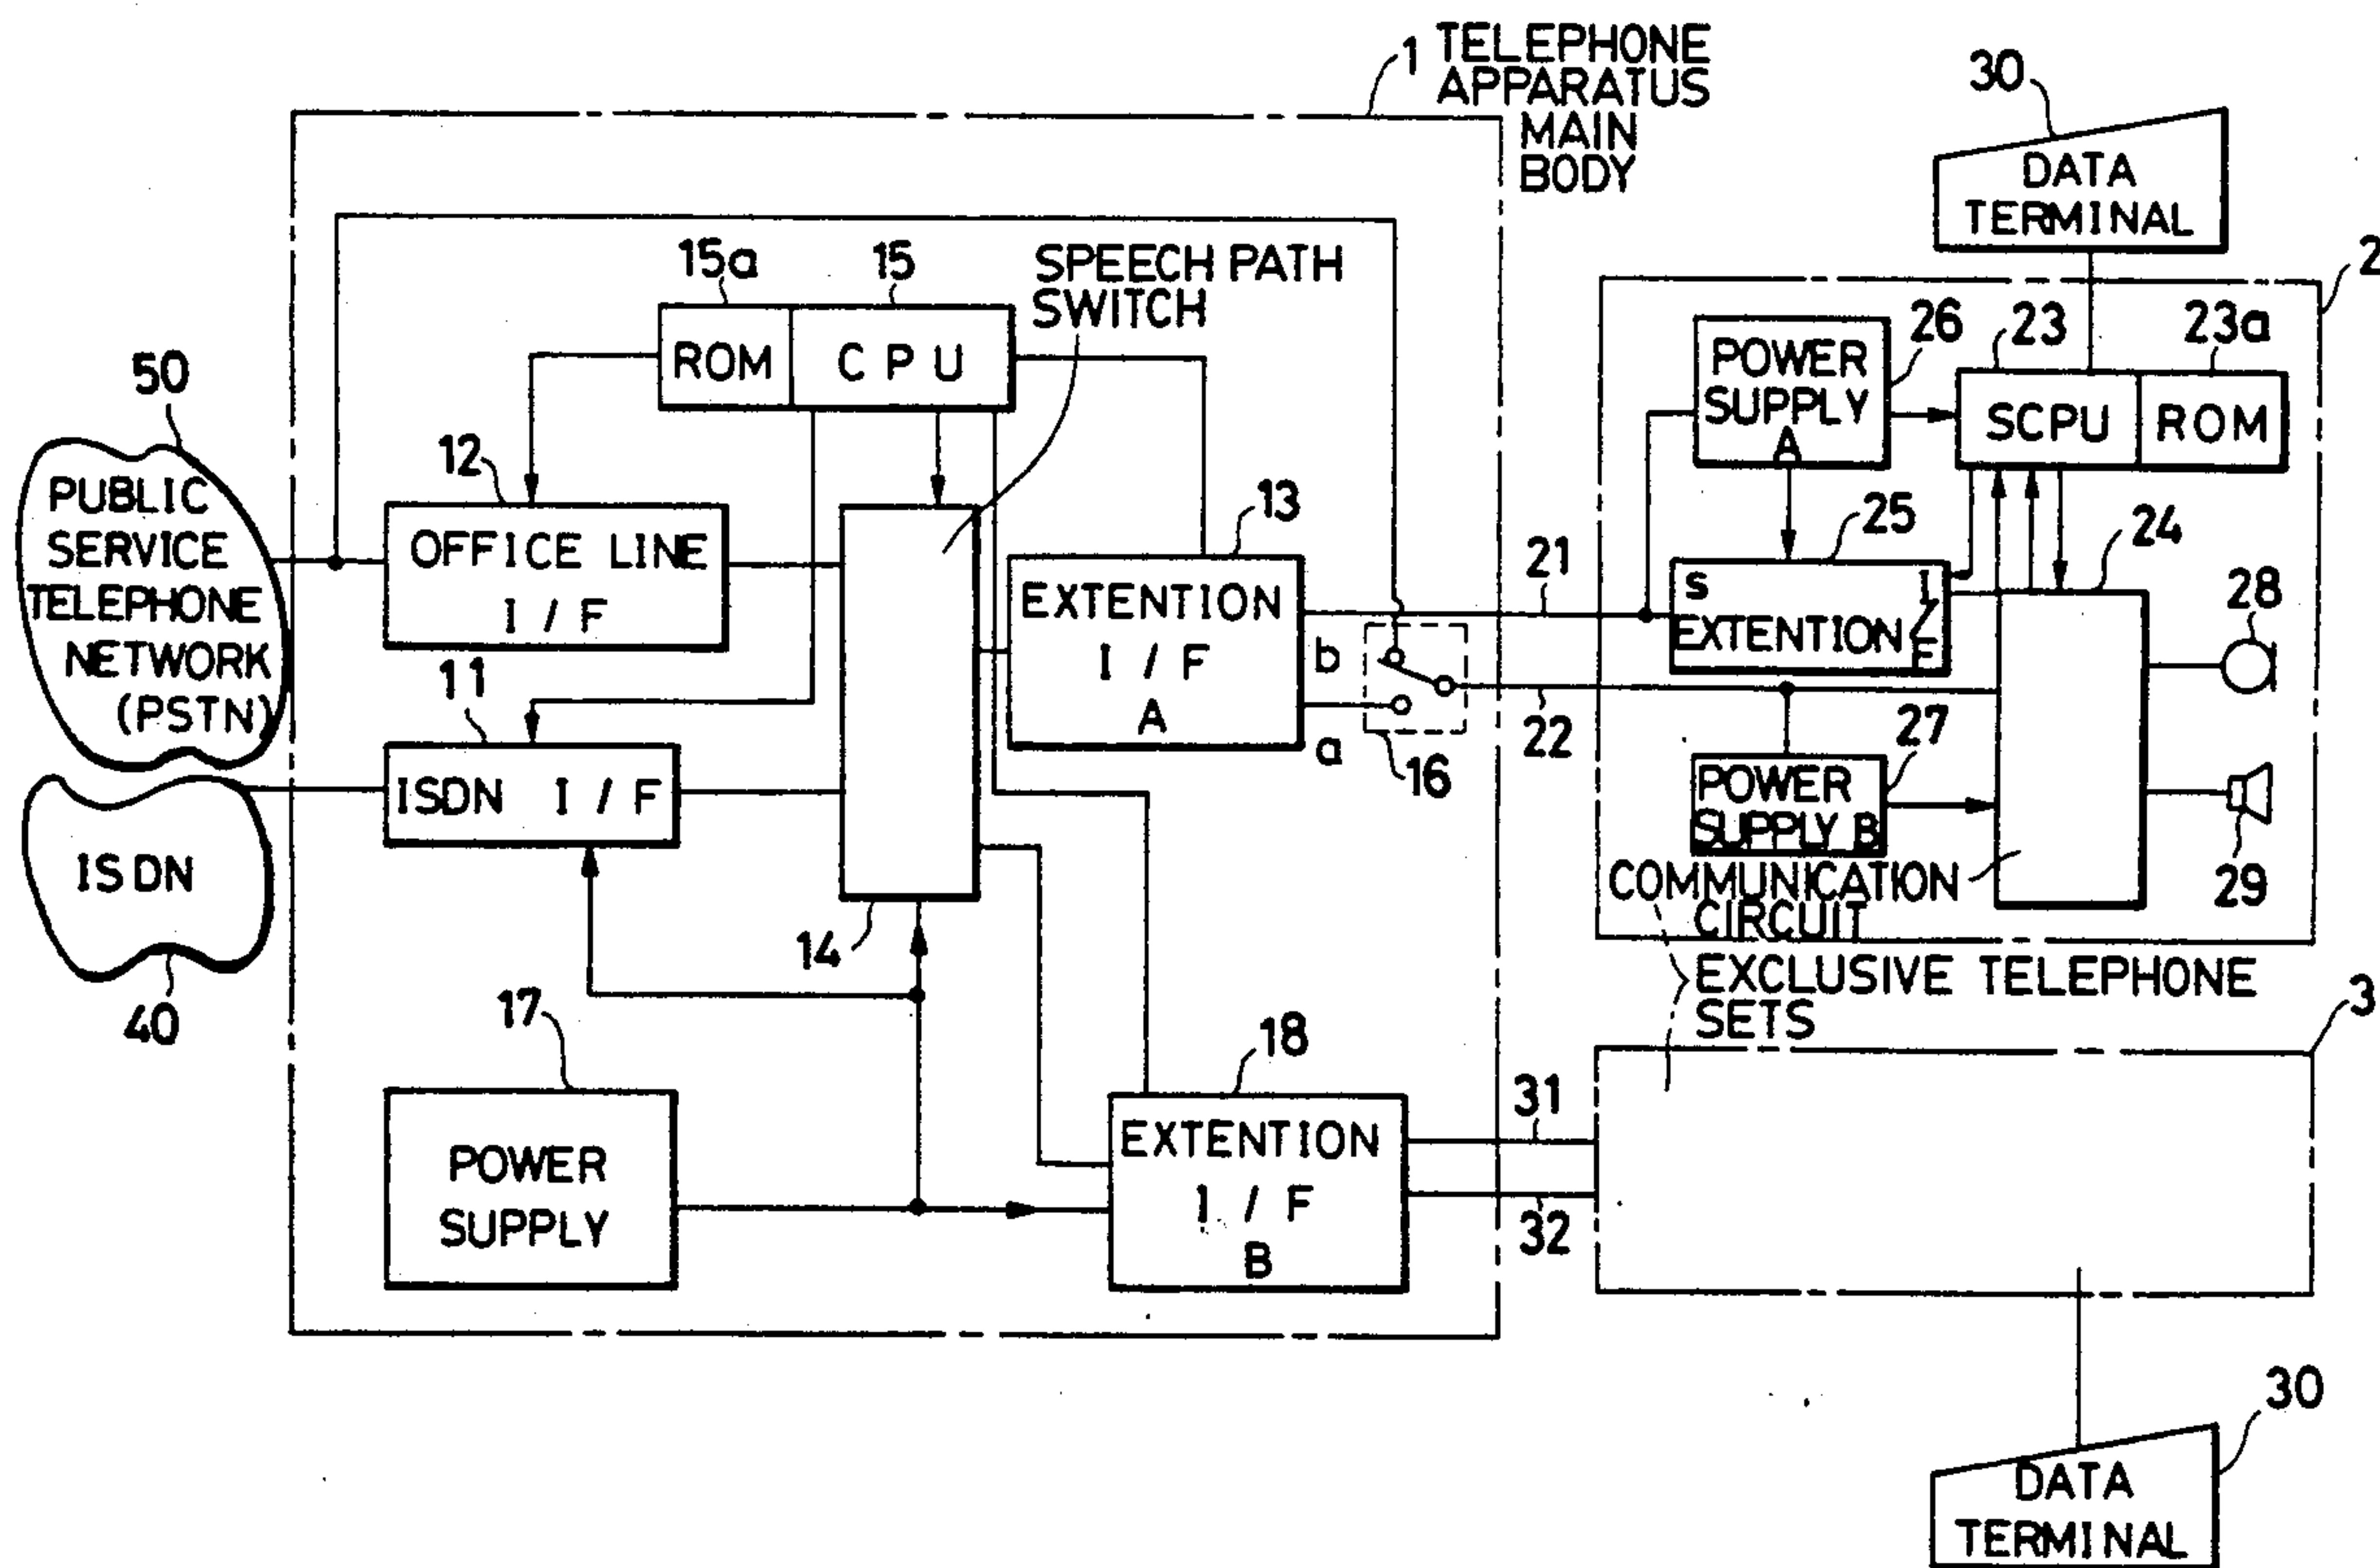 1 TELEPHONE
APPARATUS
MAIN
BODY
30
DATA
TERMINAL
2
15a
15
SPEECH PATH
SWITCH
ROM
C P U
50
PUBLIC
SERVICE
TELEPHONE
NETWORK
(PSTN)
12
OFFICE LINE
I / F
11
ISDN I / F
ISDN
40
14
13
EXTENTION
I / F
A
b
a
16
21
22
26
POWER
SUPPLY
A
23
23a
SCPU
ROM
25
S
EXTENTION
I/F
24
28
27
POWER
SUPPLY B
29
COMMUNICATION
CIRCUIT
EXCLUSIVE TELEPHONE
SETS
3
17
POWER
SUPPLY
18
EXTENTION
I / F
B
31
32
30
DATA
TERMINAL